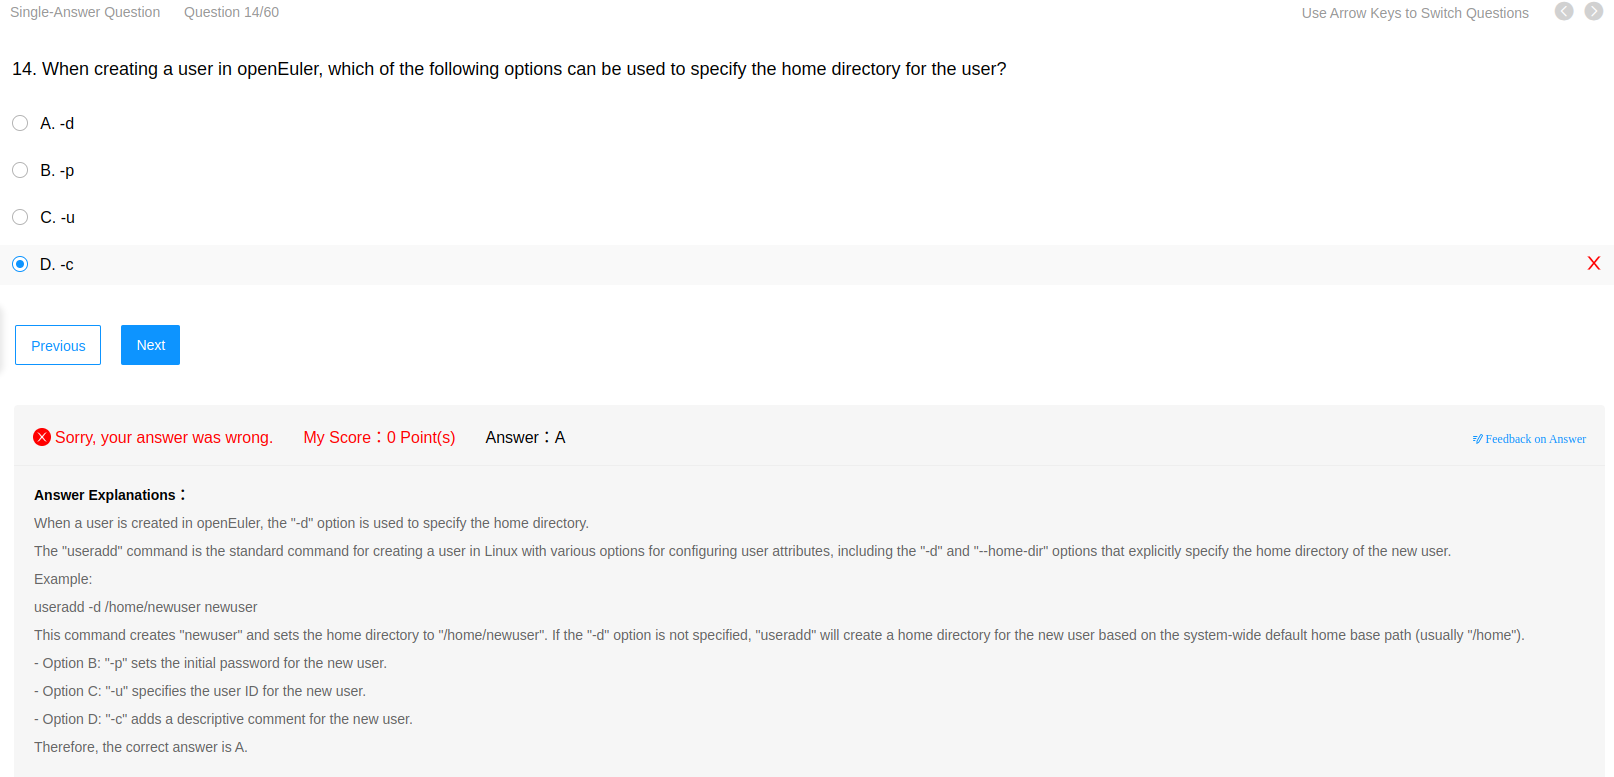 Single-Answer Question Question 14/60 Use Arrow Keys to Switch Questions
14. When creating a user in openEuler, which of the following options can be used to specify the home directory for the user?
A. -d
B. -p
C. -u
D. -c
Previous Next
Sorry, your answer was wrong. My Score：0 Point(s) Answer：A Feedback on Answer
Answer Explanations：
When a user is created in openEuler, the "-d" option is used to specify the home directory.
The "useradd" command is the standard command for creating a user in Linux with various options for configuring user attributes, including the "-d" and "--home-dir" options that explicitly specify the home directory of the new user.
Example:
useradd -d /home/newuser newuser
This command creates "newuser" and sets the home directory to "/home/newuser". If the "-d" option is not specified, "useradd" will create a home directory for the new user based on the system-wide default home base path (usually "/home").
- Option B: "-p" sets the initial password for the new user.
- Option C: "-u" specifies the user ID for the new user.
- Option D: "-c" adds a descriptive comment for the new user.
Therefore, the correct answer is A.